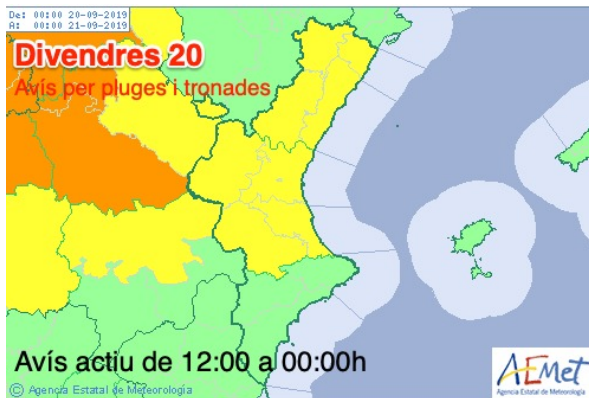 De: 00:00 20-09-2019
A: 00:00 21-09-2019
Divendres 20
Avís per pluges i tronades
Avís actiu de 12:00 a 00:00h
© Agencia Estatal de Meteorología
AEMet
Agencia Estatal de Meteorología